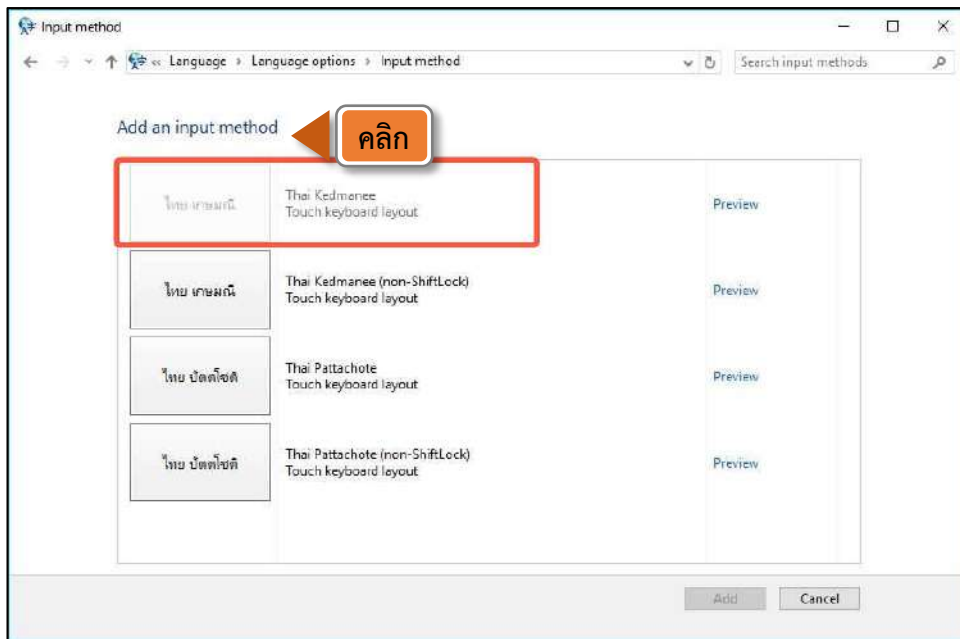 Input method
« Language › Language options › Input method
Search input methods
Add an input method
คลิก
ไทย เกษมณี
Thai Kedmanee
Touch keyboard layout
Preview
ไทย เกษมณี
Thai Kedmanee (non-ShiftLock)
Touch keyboard layout
Preview
ไทย ปัตตโชติ
Thai Pattachote
Touch keyboard layout
Preview
ไทย ปัตตโชติ
Thai Pattachote (non-ShiftLock)
Touch keyboard layout
Preview
Add
Cancel